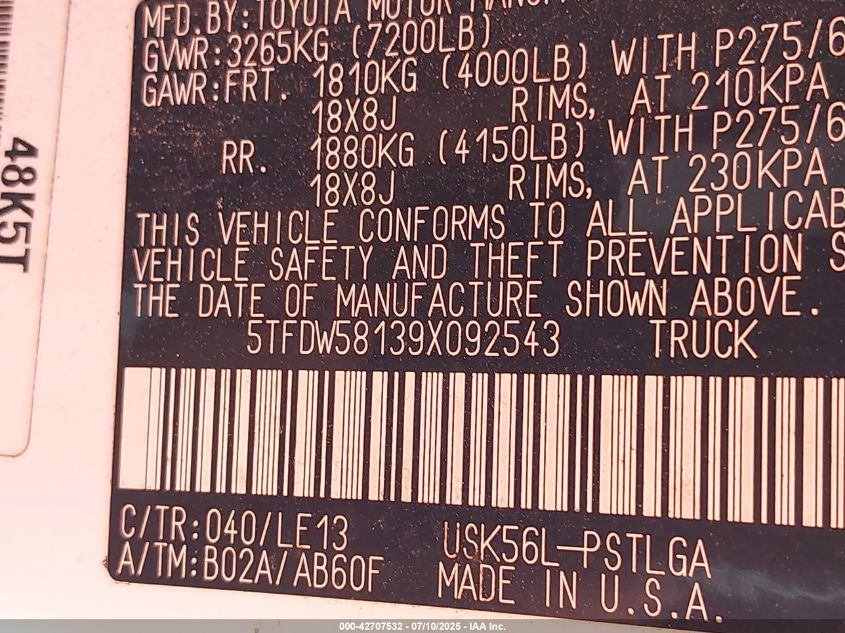 MFD.BY:TOYOTA MOTOR
GVWR:3265KG (7200LB)
GAWR:FRT. 1810KG (4000LB) WITH P275/6
18X8J RIMS, AT 210KPA
RR. 1880KG (4150LB) WITH P275/6
18X8J RIMS, AT 230KPA
THIS VEHICLE CONFORMS TO ALL APPLICAB
VEHICLE SAFETY AND THEFT PREVENTION S
THE DATE OF MANUFACTURE SHOWN ABOVE.
5TFDW58139X092543 TRUCK
C/TR:040/LE13 USK56L-PSTLGA
A/TM:B02A/AB60F MADE IN U.S.A.
48K5T
000-42707532 - 07/10/2025 - IAA Inc.